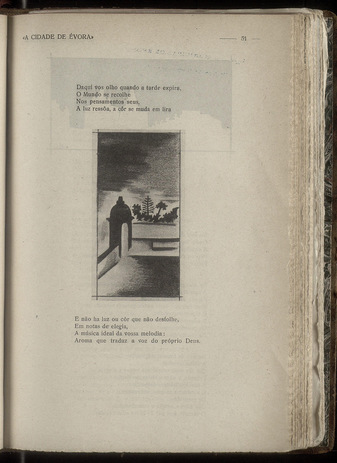 «A CIDADE DE ÉVORA»
31
Daqui vos olho quando a tarde expira.
O Mundo se recolhe
Nos pensamentos seus.
A luz ressôa, a côr se muda em lira
E não ha luz ou côr que não desfolhe,
Em notas de elegia,
A música ideal da vossa melodia:
Aroma que traduz a voz do próprio Deus.